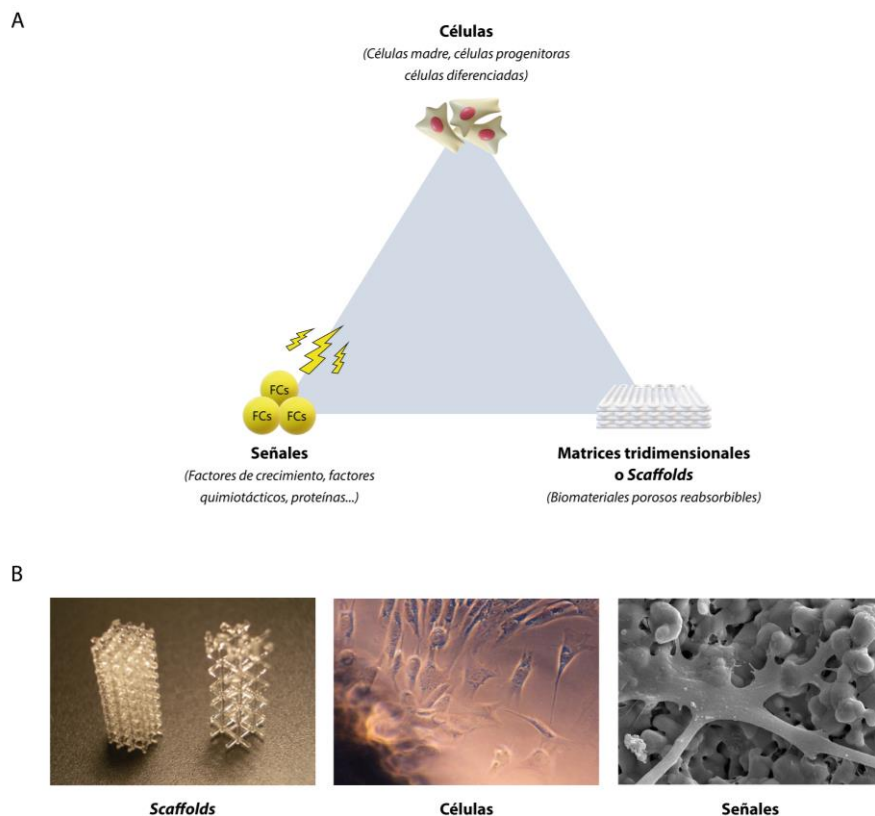 A
Células
(Células madre, células progenitoras
células diferenciadas)
FCs
FCs FCs
Señales
(Factores de crecimiento, factores
quimiotácticos, proteínas...)
Matrices tridimensionales
o Scaffolds
(Biomateriales porosos reabsorbibles)
B
Scaffolds
Células
Señales